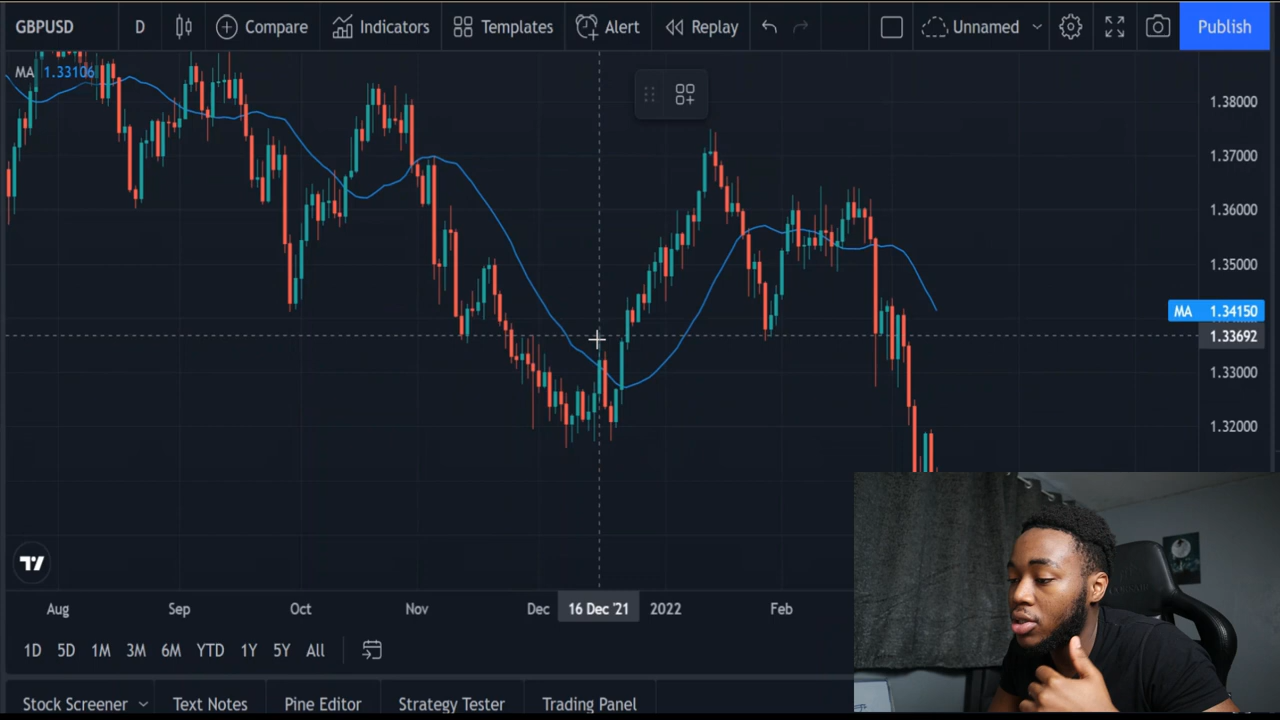 GBPUSD D Compare Indicators Templates Alert Replay Unnamed Publish
MA 1.33106
1.38000
1.37000
1.36000
1.35000
MA 1.34150
1.33692
1.33000
1.32000
Aug Sep Oct Nov Dec 16 Dec '21 2022 Feb
1D 5D 1M 3M 6M YTD 1Y 5Y All
Stock Screener Text Notes Pine Editor Strategy Tester Trading Panel